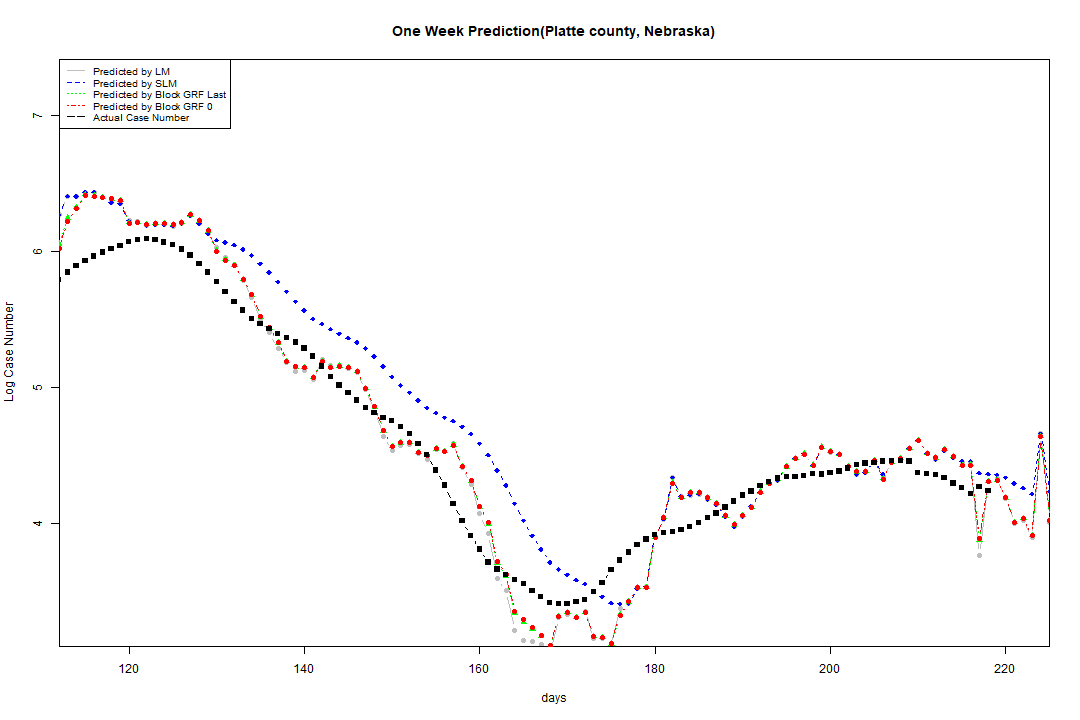 One Week Prediction(Platte county, Nebraska)
Predicted by LM
Predicted by SLM
Predicted by Block GRF Last
Predicted by Block GRF 0
Actual Case Number
7
6
5
4
Log Case Number
120 140 160 180 200 220
days